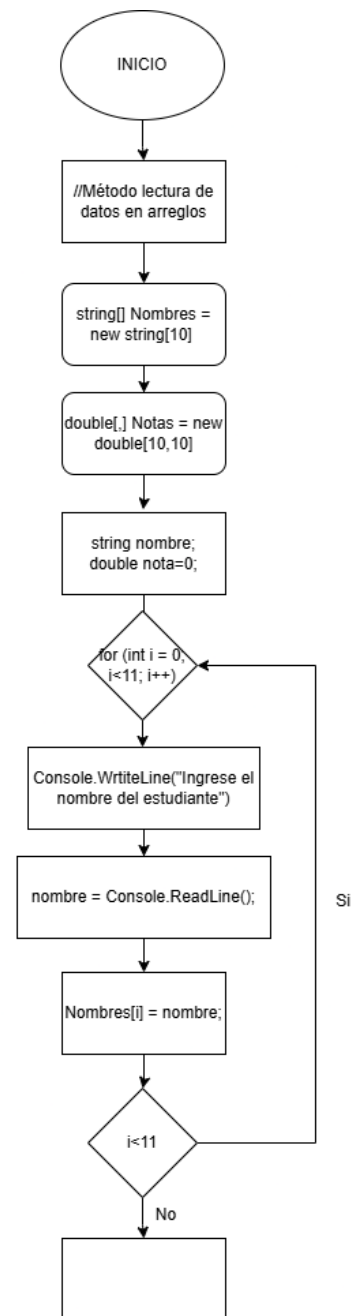 INICIO
//Método lectura de
datos en arreglos
string[] Nombres =
new string[10]
double[,] Notas = new
double[10,10]
string nombre;
double nota=0;
for (int i = 0,
i<11; i++)
Console.WrtiteLine("Ingrese el
nombre del estudiante")
nombre = Console.ReadLine();
Si
Nombres[i] = nombre;
i<11
No